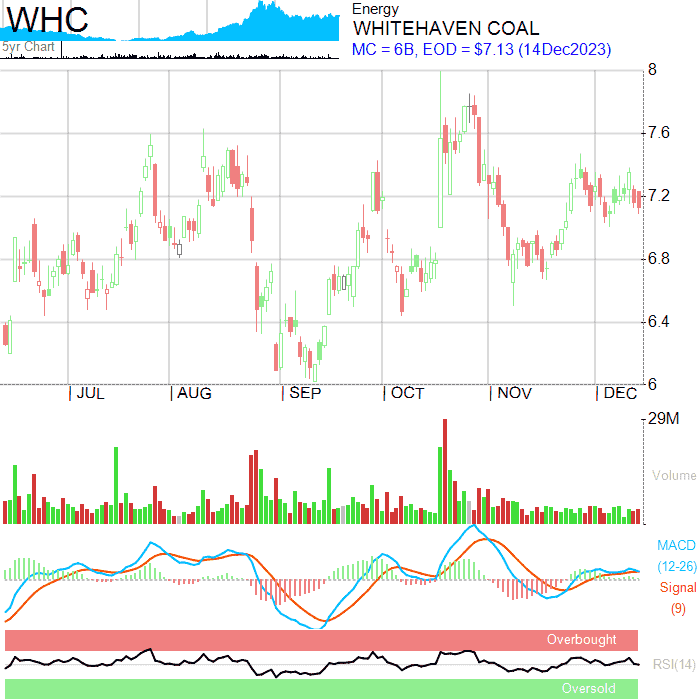 WHC
5yr Chart
Energy
WHITEHAVEN COAL
MC = 6B, EOD = $7.13 (14Dec2023)
8
7.6
7.2
6.8
6.4
6
JUL AUG SEP OCT NOV DEC
29M
Volume
MACD
(12-26)
Signal
(9)
Overbought
RSI(14)
Oversold